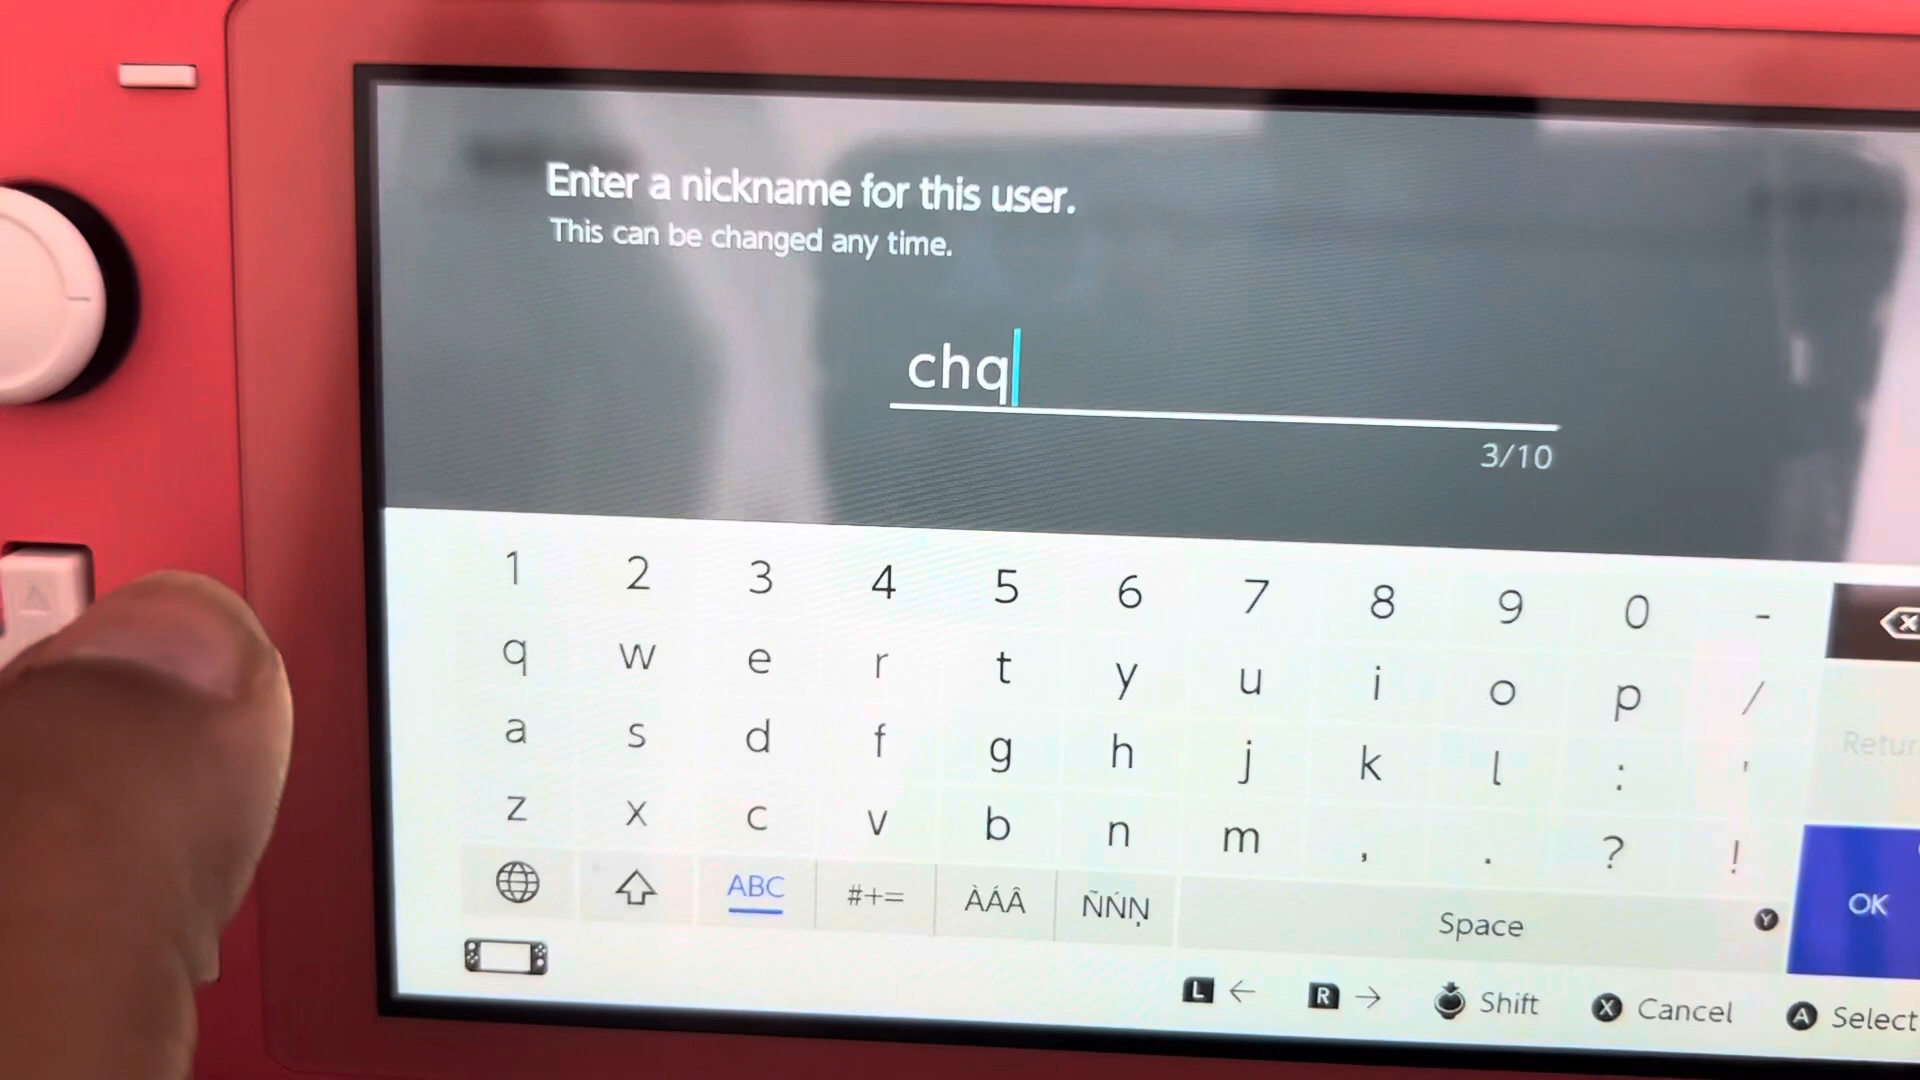 Enter a nickname for this user.
This can be changed any time.
chq
3/10
1 2 3 4 5 6 7 8 9 0 -
q w e r t y u i o p /
a s d f g h j k l : '
z x c v b n m , . ? !
ABC #+= ÀÁÂ ÑŃŅ Space Y OK
L ← R → Shift X Cancel A Select